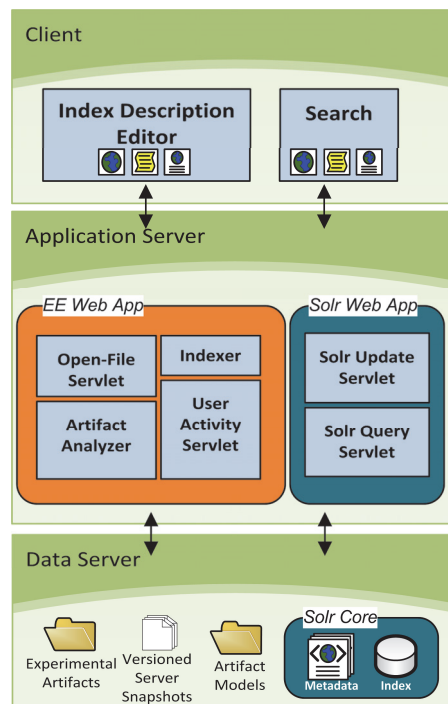 Client
Index Description
Editor
Search
Application Server
EE Web App
Solr Web App
Open-File
Servlet
Indexer
Artifact
Analyzer
User
Activity
Servlet
Solr Update
Servlet
Solr Query
Servlet
Data Server
Experimental
Artifacts
Versioned
Server
Snapshots
Artifact
Models
Solr Core
Metadata
Index